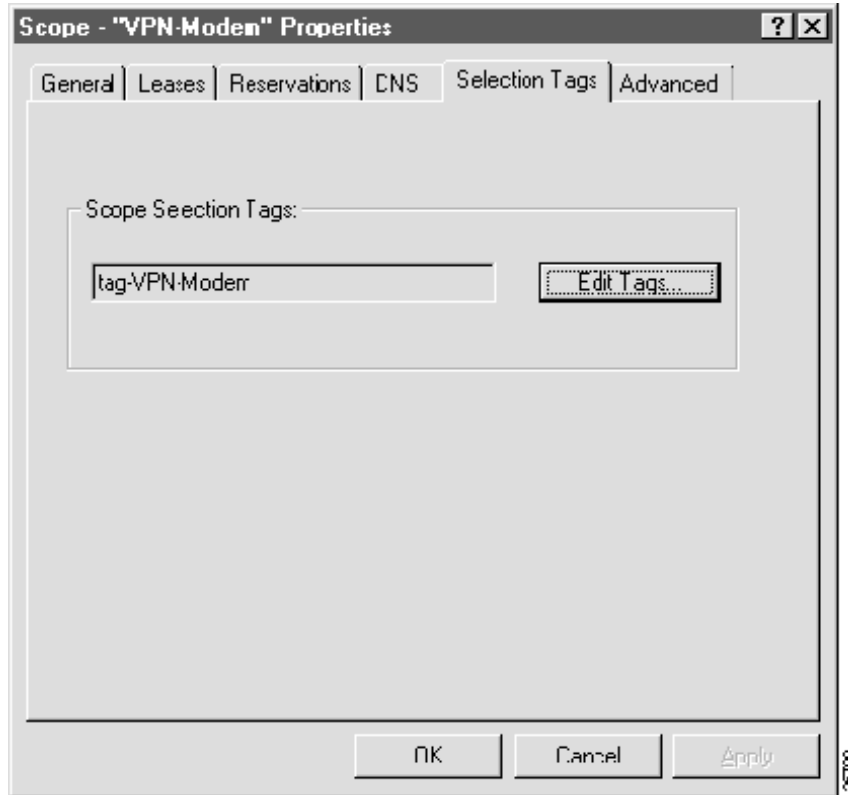 Scope - "VPN-Modem" Properties
General Leases Reservations DNS Selection Tags Advanced
Scope Selection Tags:
tag-VPN-Modem
Edit Tags...
OK Cancel Apply